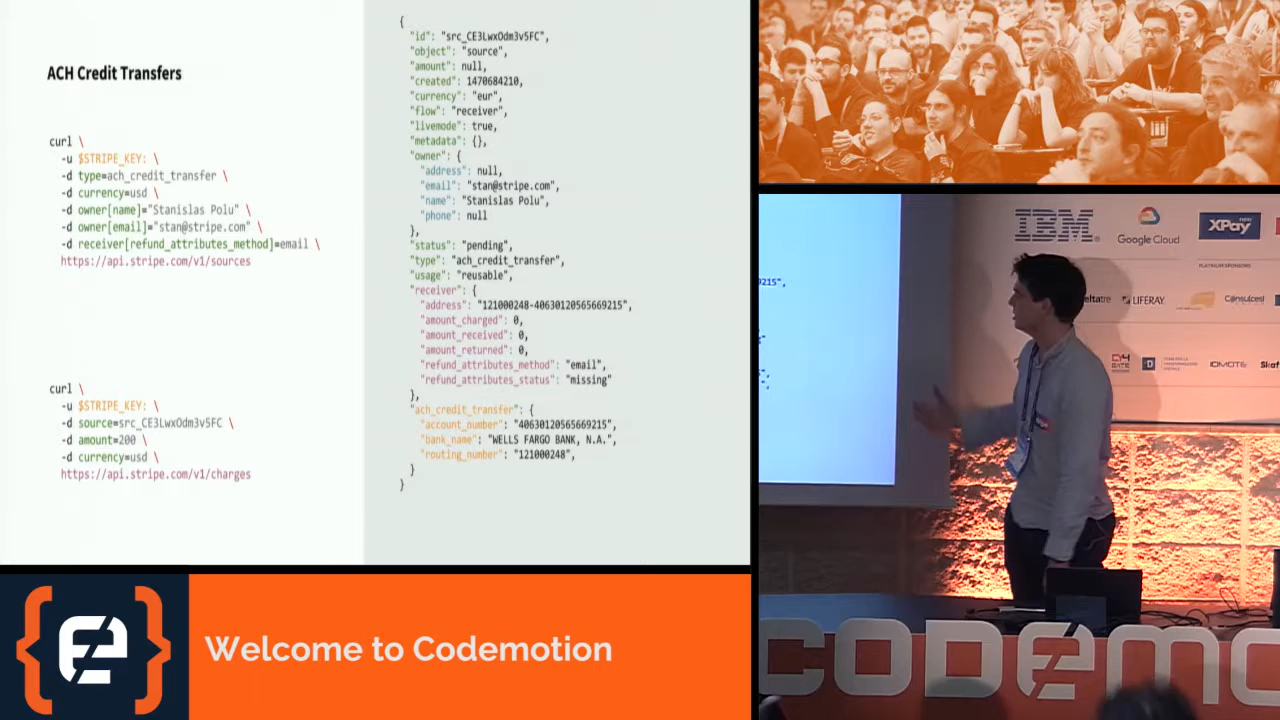 ACH Credit Transfers
curl \
-u $STRIPE_KEY: \
-d type=ach_credit_transfer \
-d currency=usd \
-d owner[name]="Stanislas Polu" \
-d owner[email]="stan@stripe.com" \
-d receiver[refund_attributes_method]=email \
https://api.stripe.com/v1/sources
curl \
-u $STRIPE_KEY: \
-d source=src_CE3LwxOdm3v5FC \
-d amount=200 \
-d currency=usd \
https://api.stripe.com/v1/charges
{
"id": "src_CE3LwxOdm3v5FC",
"object": "source",
"amount": null,
"created": 1470684210,
"currency": "eur",
"flow": "receiver",
"livemode": true,
"metadata": {},
"owner": {
"address": null,
"email": "stan@stripe.com",
"name": "Stanislas Polu",
"phone": null
},
"status": "pending",
"type": "ach_credit_transfer",
"usage": "reusable",
"receiver": {
"address": "121000248-40630120565669215",
"amount_charged": 0,
"amount_received": 0,
"amount_returned": 0,
"refund_attributes_method": "email",
"refund_attributes_status": "missing"
},
"ach_credit_transfer": {
"account_number": "40630120565669215",
"bank_name": "WELLS FARGO BANK, N.A.",
"routing_number": "121000248",
}
}
9215",
IBM
Google Cloud
XPay
PLATINUM SPONSORS
LIFERAY
Consulcesi
IOMOTE
Welcome to Codemotion
CODEMO